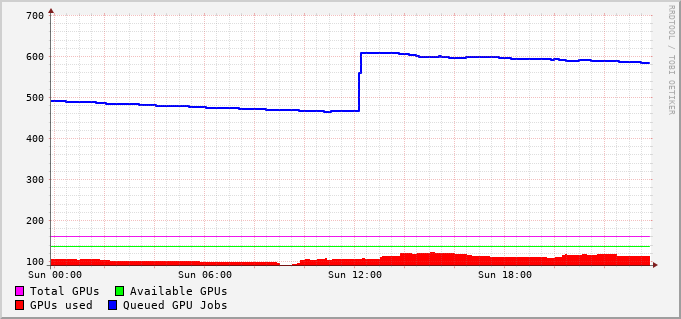 700
600
500
400
300
200
100
Sun 00:00 Sun 06:00 Sun 12:00 Sun 18:00
Total GPUs Available GPUs
GPUs used Queued GPU Jobs
RRDTOOL / TOBI OETIKER